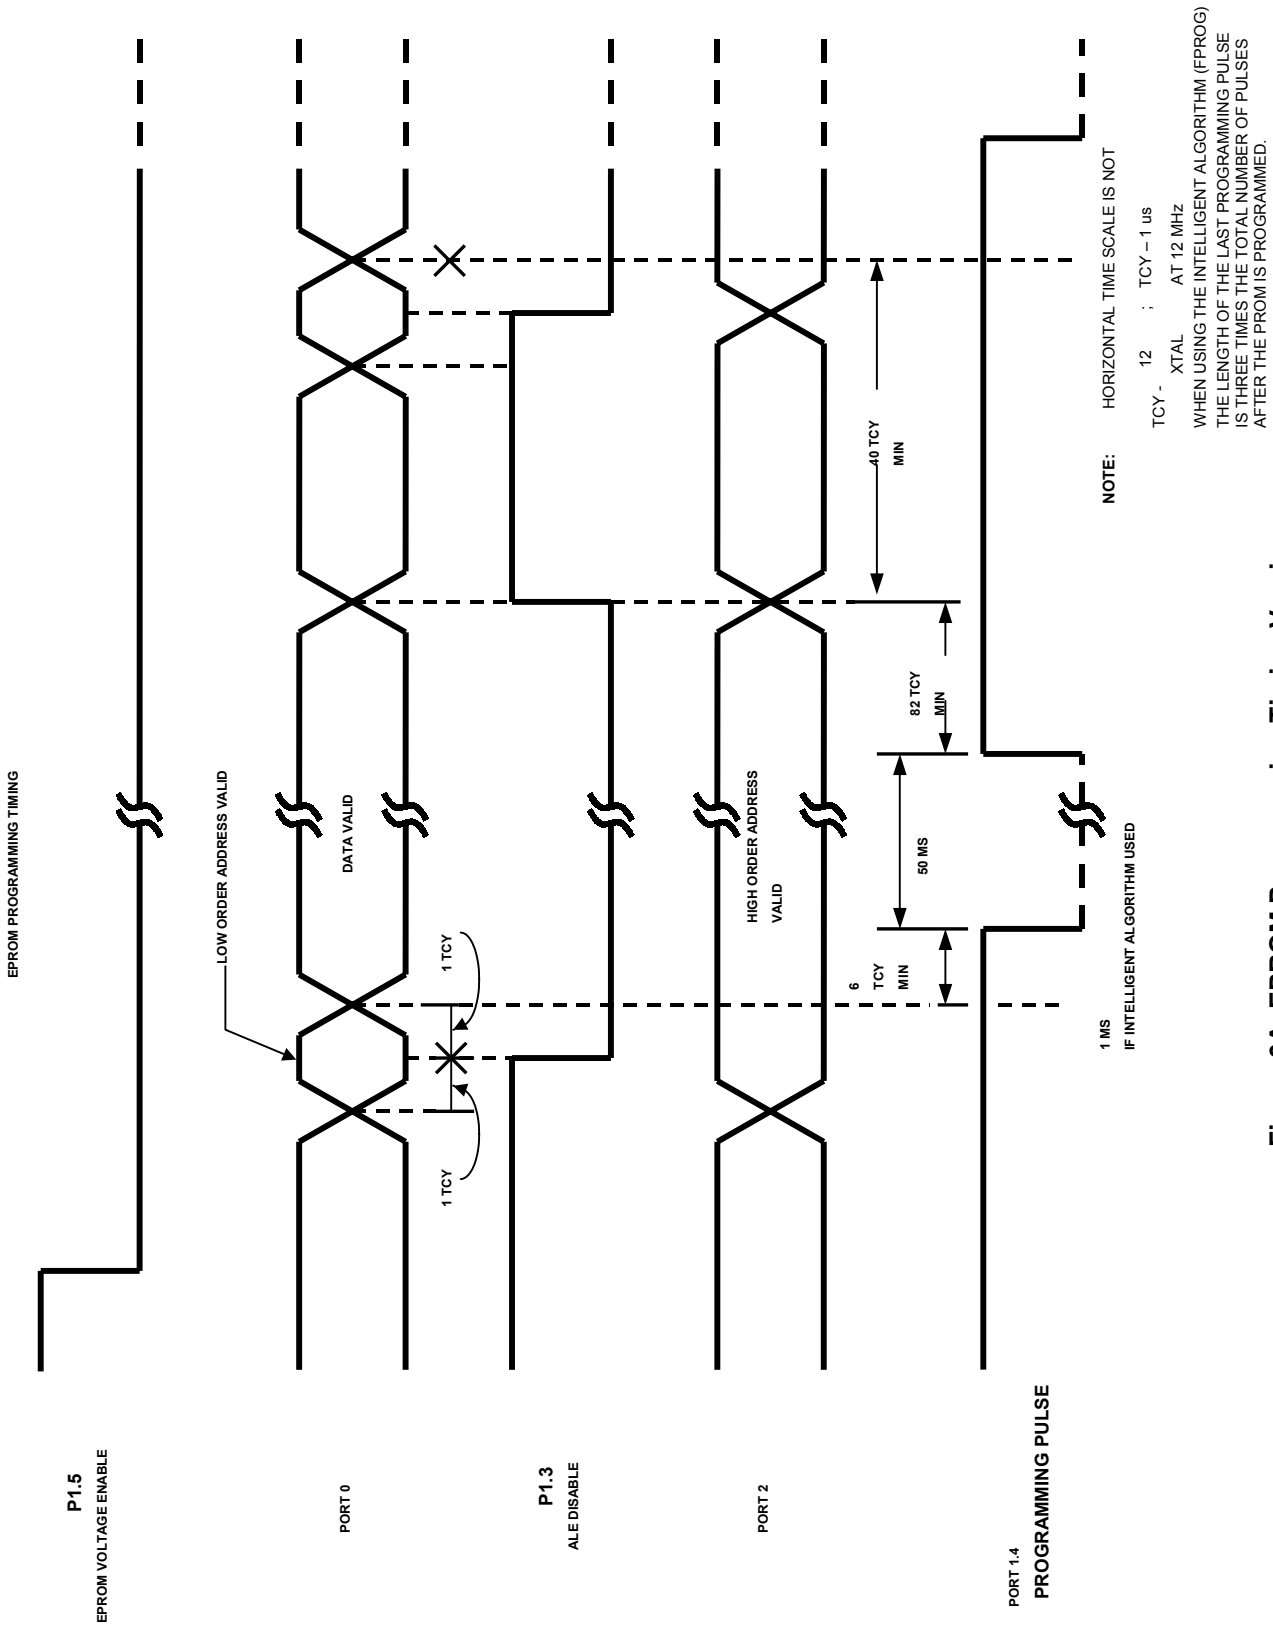 EPROM PROGRAMMING TIMING
P1.5
EPROM VOLTAGE ENABLE
LOW ORDER ADDRESS VALID
PORT 0
DATA VALID
1 TCY
1 TCY
P1.3
ALE DISABLE
PORT 2
HIGH ORDER ADDRESS
VALID
40 TCY
MIN
6
TCY
MIN
50 MS
82 TCY
MIN
PORT 1.4
PROGRAMMING PULSE
1 MS
IF INTELLIGENT ALGORITHM USED
NOTE: HORIZONTAL TIME SCALE IS NOT
TCY - 12 ; TCY – 1 us
XTAL AT 12 MHz
WHEN USING THE INTELLIGENT ALGORITHM (FPROG)
THE LENGTH OF THE LAST PROGRAMMING PULSE
IS THREE TIMES THE TOTAL NUMBER OF PULSES
AFTER THE PROM IS PROGRAMMED.